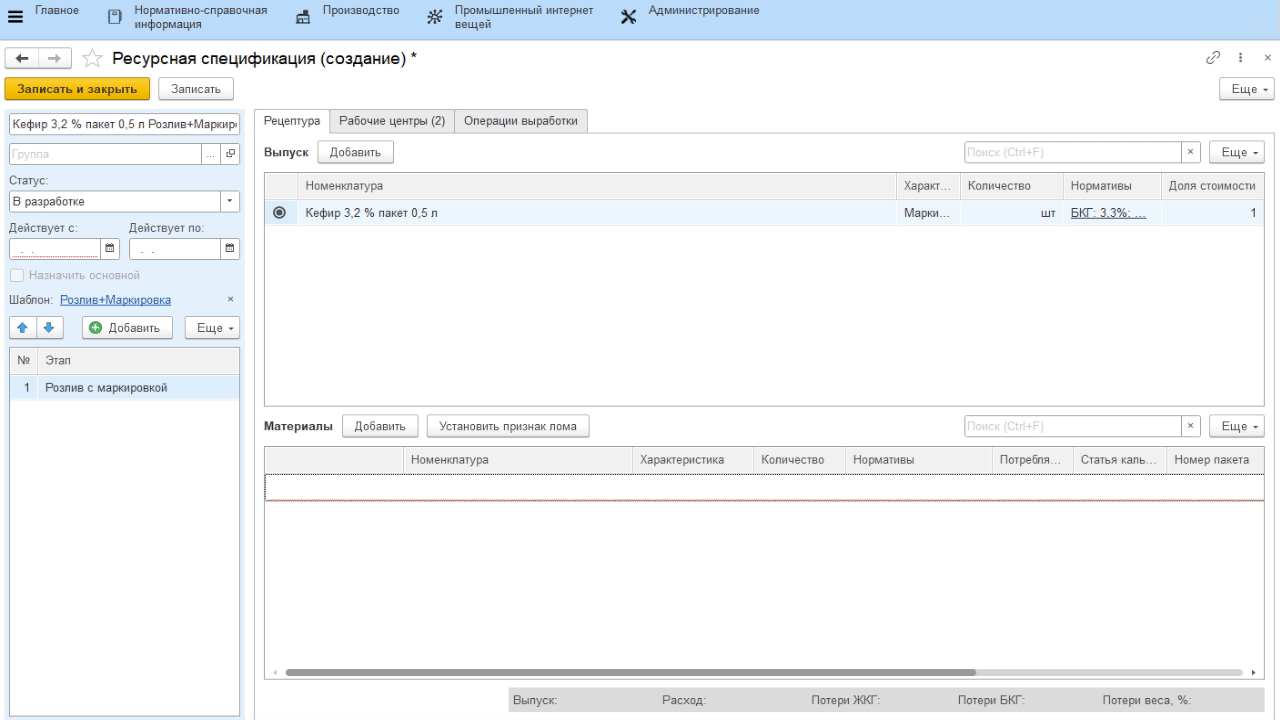 Главное
Нормативно-справочная
информация
Производство
Промышленный интернет
вещей
Администрирование
Ресурсная спецификация (создание) *
Записать и закрыть
Записать
Еще
Кефир 3,2 % пакет 0,5 л Розлив+Маркир
Группа
...
Статус:
В разработке
Действует с:
Действует по:
. .
. .
Назначить основной
Шаблон: Розлив+Маркировка
Добавить
Еще
№ Этап
1 Розлив с маркировкой
Рецептура
Рабочие центры (2)
Операции выработки
Выпуск
Добавить
Поиск (Ctrl+F)
×
Еще
Номенклатура Характ... Количество Нормативы Доля стоимости
Кефир 3,2 % пакет 0,5 л Марки... шт БКГ: 3,3%; ... 1
Материалы
Добавить
Установить признак лома
Поиск (Ctrl+F)
×
Еще
Номенклатура Характеристика Количество Нормативы Потребля... Статья каль... Номер пакета
Выпуск: Расход: Потери ЖКГ: Потери БКГ: Потери веса, %: